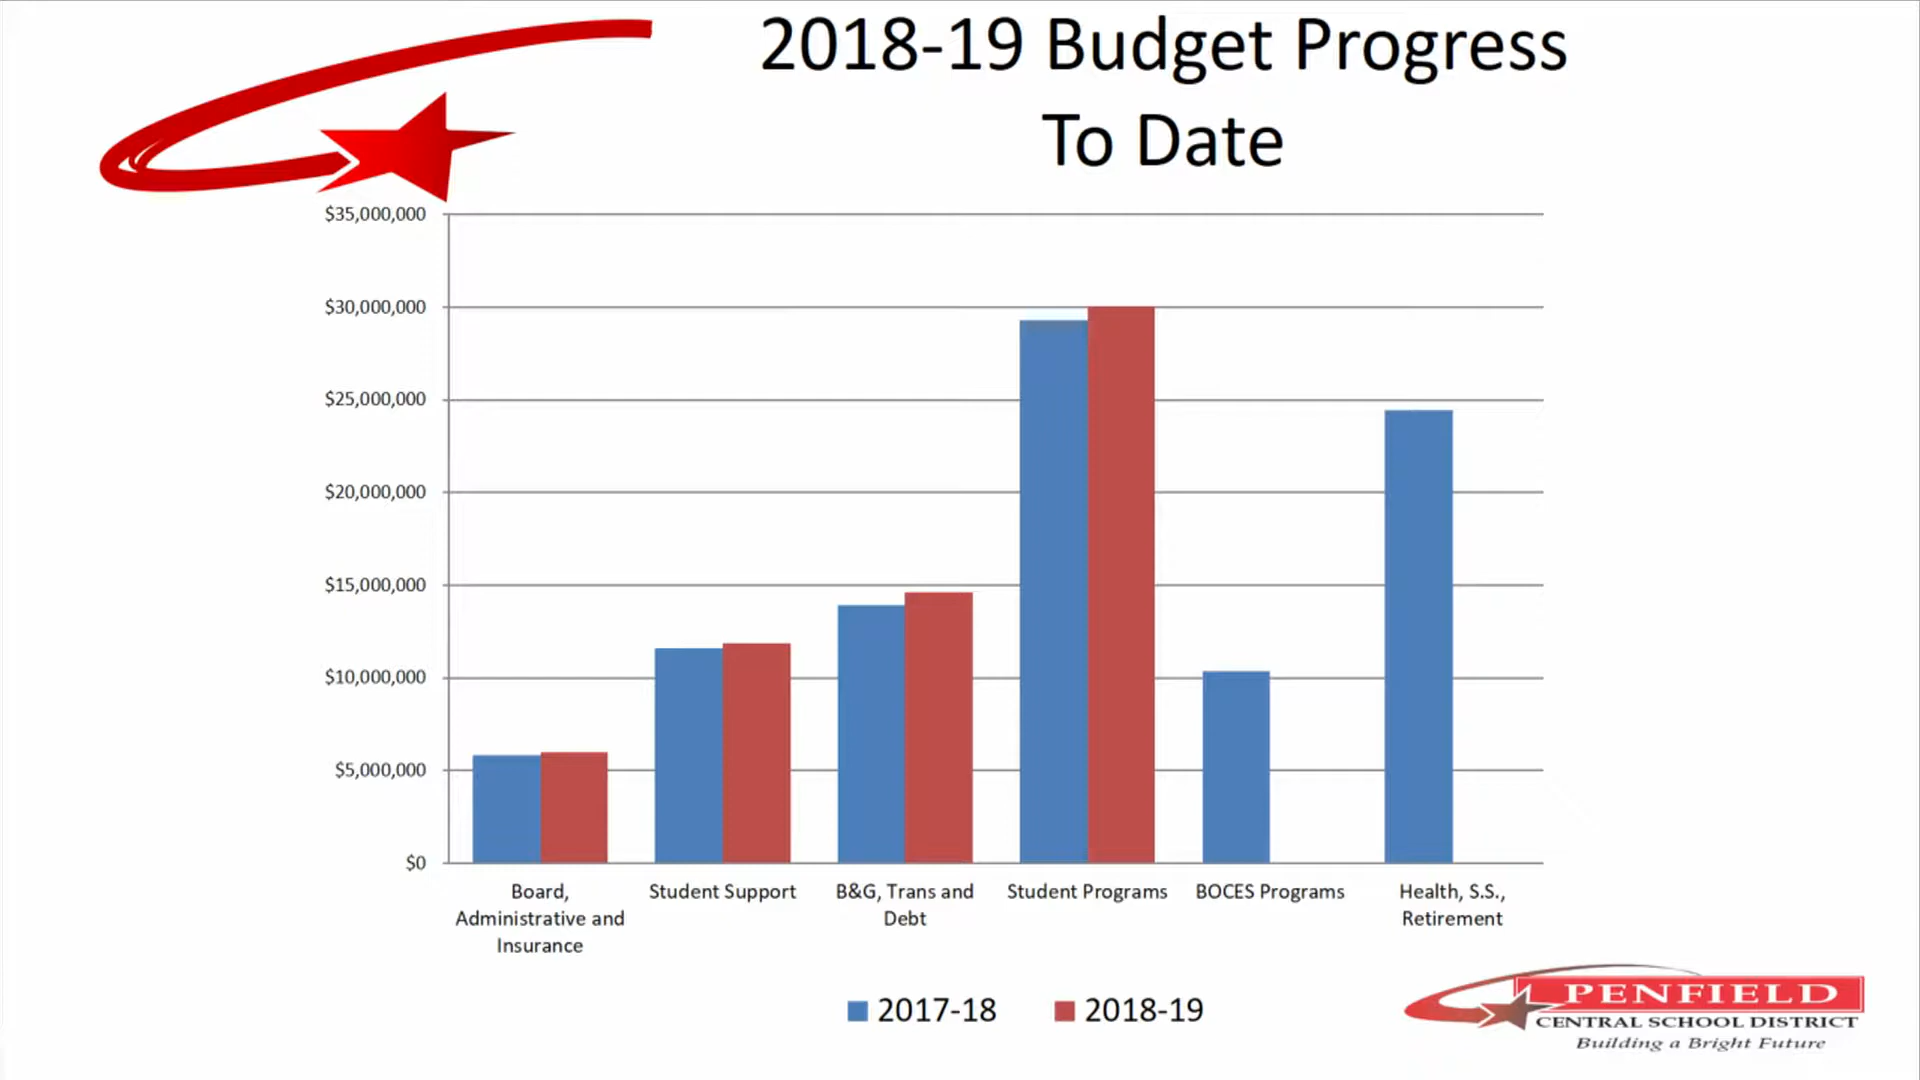 2018-19 Budget Progress
To Date
$35,000,000
$30,000,000
$25,000,000
$20,000,000
$15,000,000
$10,000,000
$5,000,000
$0
Board,
Administrative and
Insurance
Student Support
B&G, Trans and
Debt
Student Programs
BOCES Programs
Health, S.S.,
Retirement
2017-18
2018-19
PENFIELD
CENTRAL SCHOOL DISTRICT
Building a Bright Future